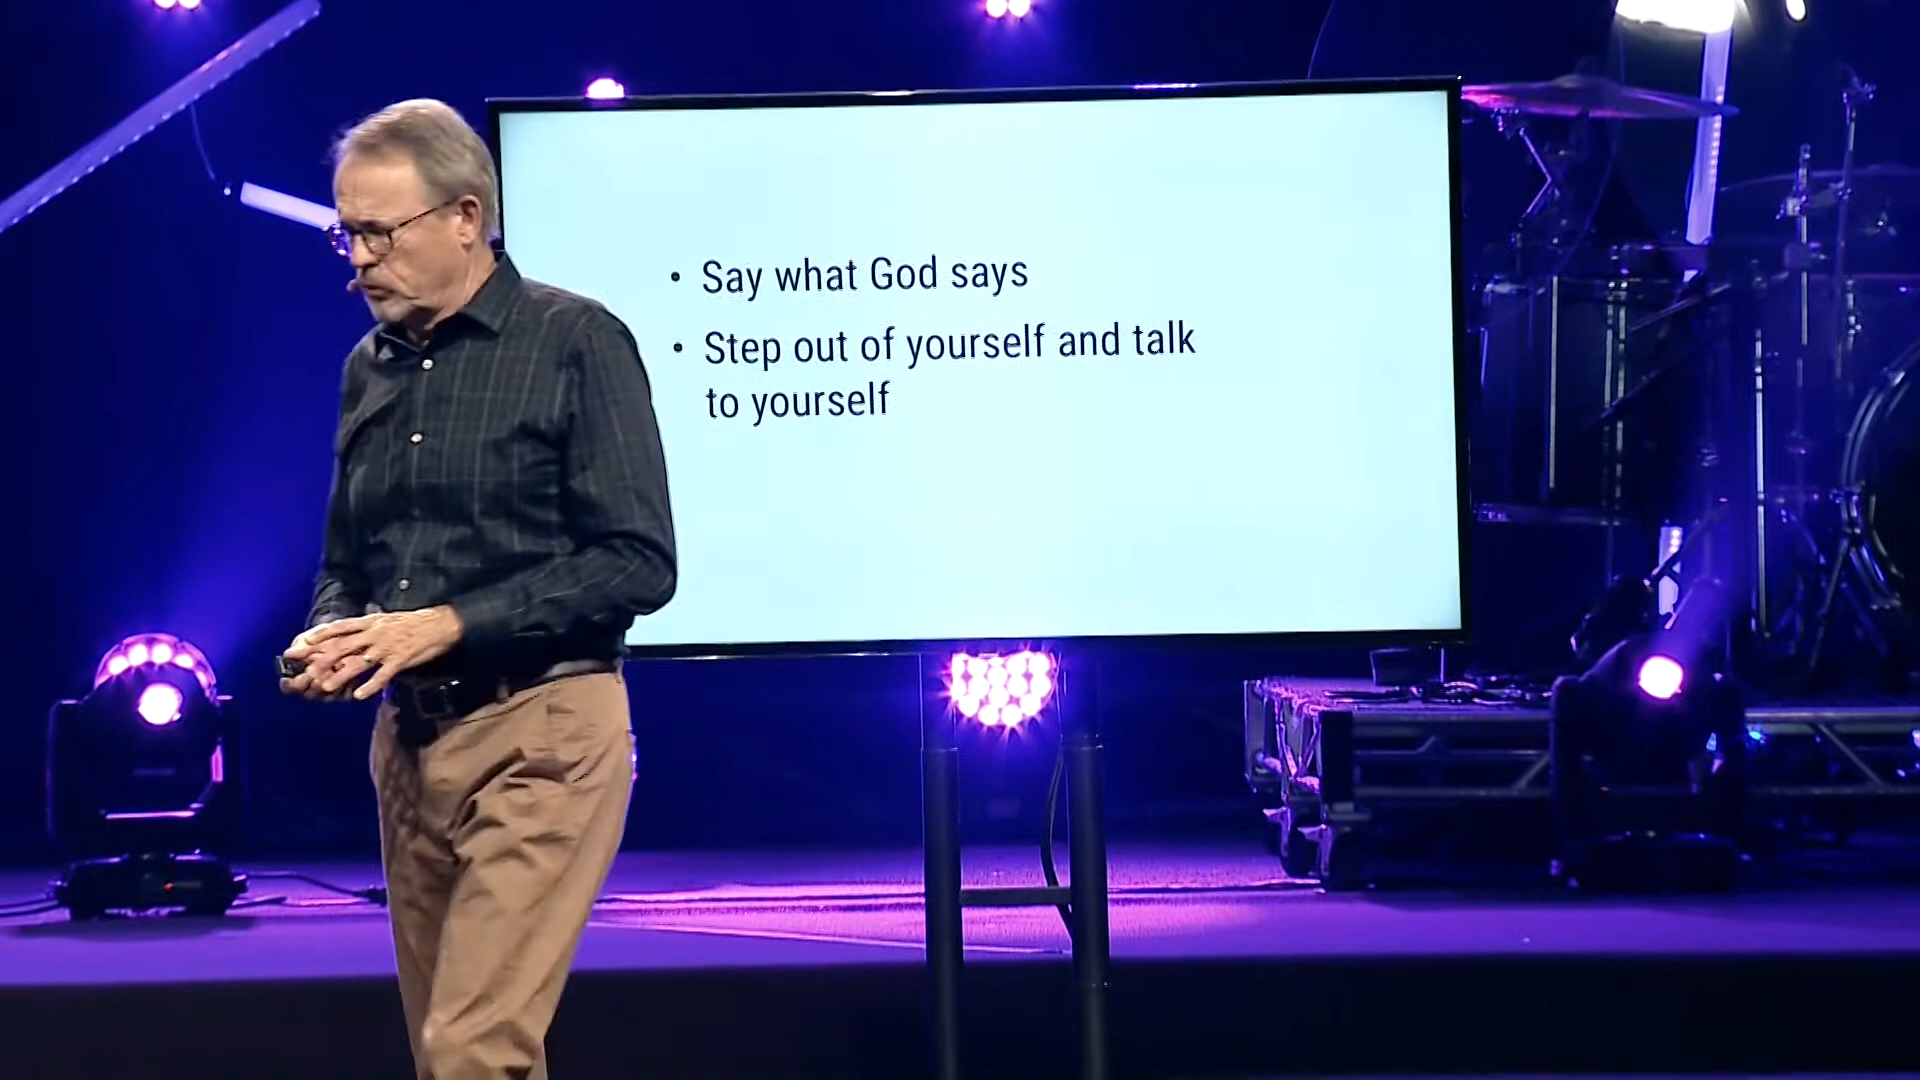 • Say what God says
• Step out of yourself and talk
to yourself